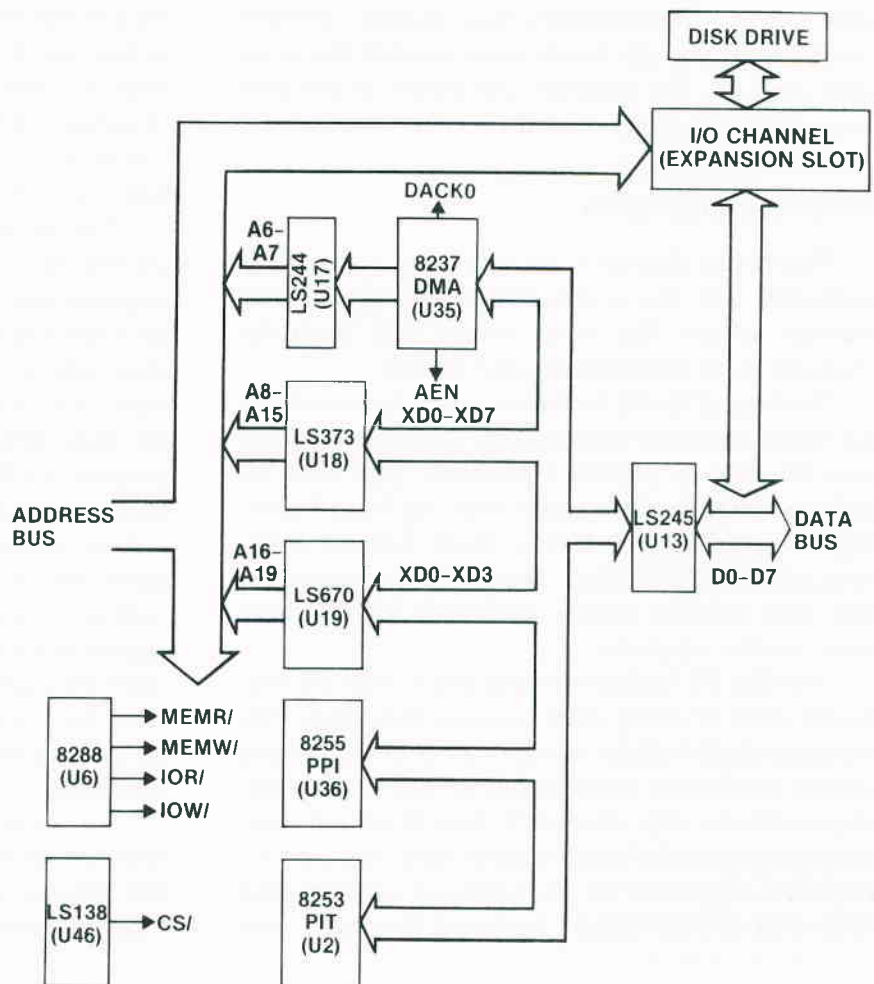 DISK DRIVE
I/O CHANNEL
(EXPANSION SLOT)
DACK0
A6-
A7
LS244
(U17)
8237
DMA
(U35)
AEN
XD0-XD7
A8-
A15
LS373
(U18)
ADDRESS
BUS
LS245
(U13)
DATA
BUS
D0-D7
A16-
A19
LS670
(U19)
XD0-XD3
8288
(U6)
MEMR/
MEMW/
IOR/
IOW/
8255
PPI
(U36)
LS138
(U46)
CS/
8253
PIT
(U2)